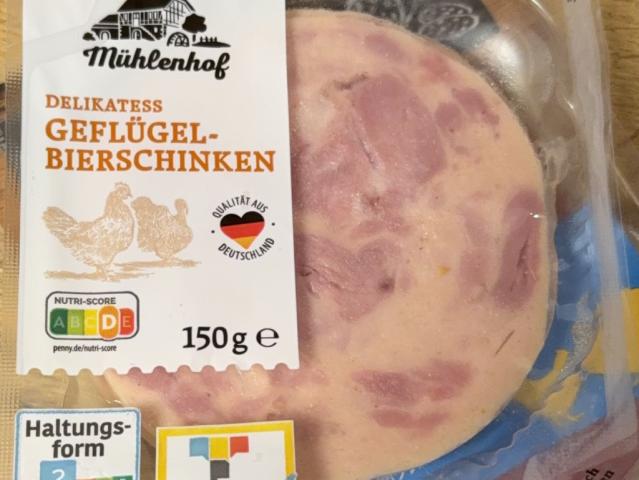 Mühlenhof
DELIKATESS
GEFLÜGEL-
BIERSCHINKEN
QUALITÄT AUS
DEUTSCHLAND
NUTRI-SCORE
A B C D E
penny.de/nutri-score
150g e
Haltungs-
form
2